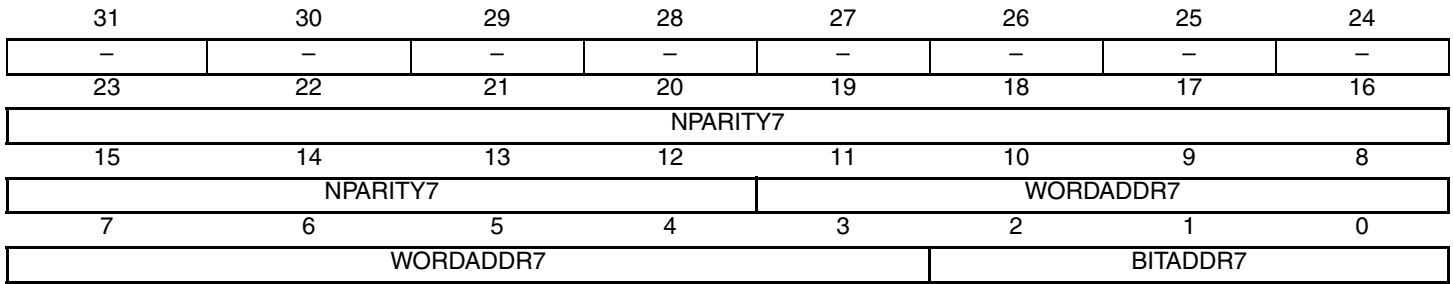 31 30 29 28 27 26 25 24
– – – – – – – –
23 22 21 20 19 18 17 16
NPARITY7
15 14 13 12 11 10 9 8
NPARITY7 WORDADDR7
7 6 5 4 3 2 1 0
WORDADDR7 BITADDR7